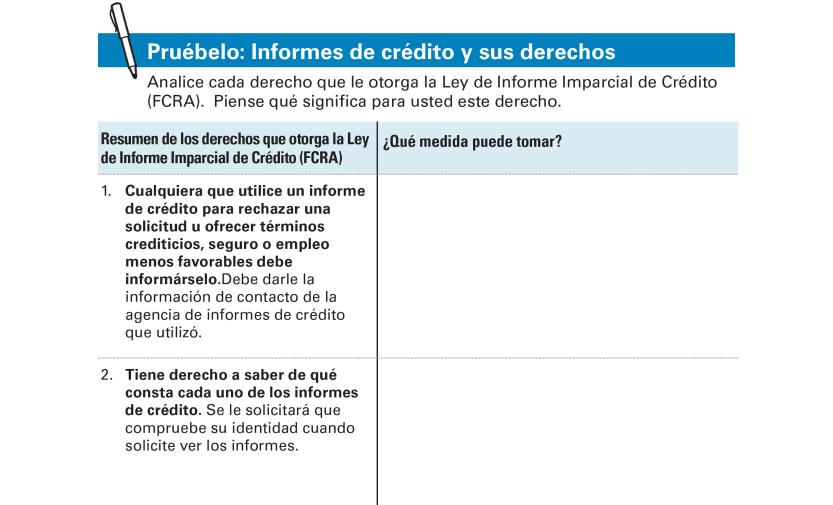 Pruébelo: Informes de crédito y sus derechos
Analice cada derecho que le otorga la Ley de Informe Imparcial de Crédito
(FCRA).  Piense qué significa para usted este derecho.
Resumen de los derechos que otorga la Ley
de Informe Imparcial de Crédito (FCRA)
¿Qué medida puede tomar?
1. Cualquiera que utilice un informe
de crédito para rechazar una
solicitud u ofrecer términos
crediticios, seguro o empleo
menos favorables debe
informárselo.Debe darle la
información de contacto de la
agencia de informes de crédito
que utilizó.
2. Tiene derecho a saber de qué
consta cada uno de los informes
de crédito. Se le solicitará que
compruebe su identidad cuando
solicite ver los informes.